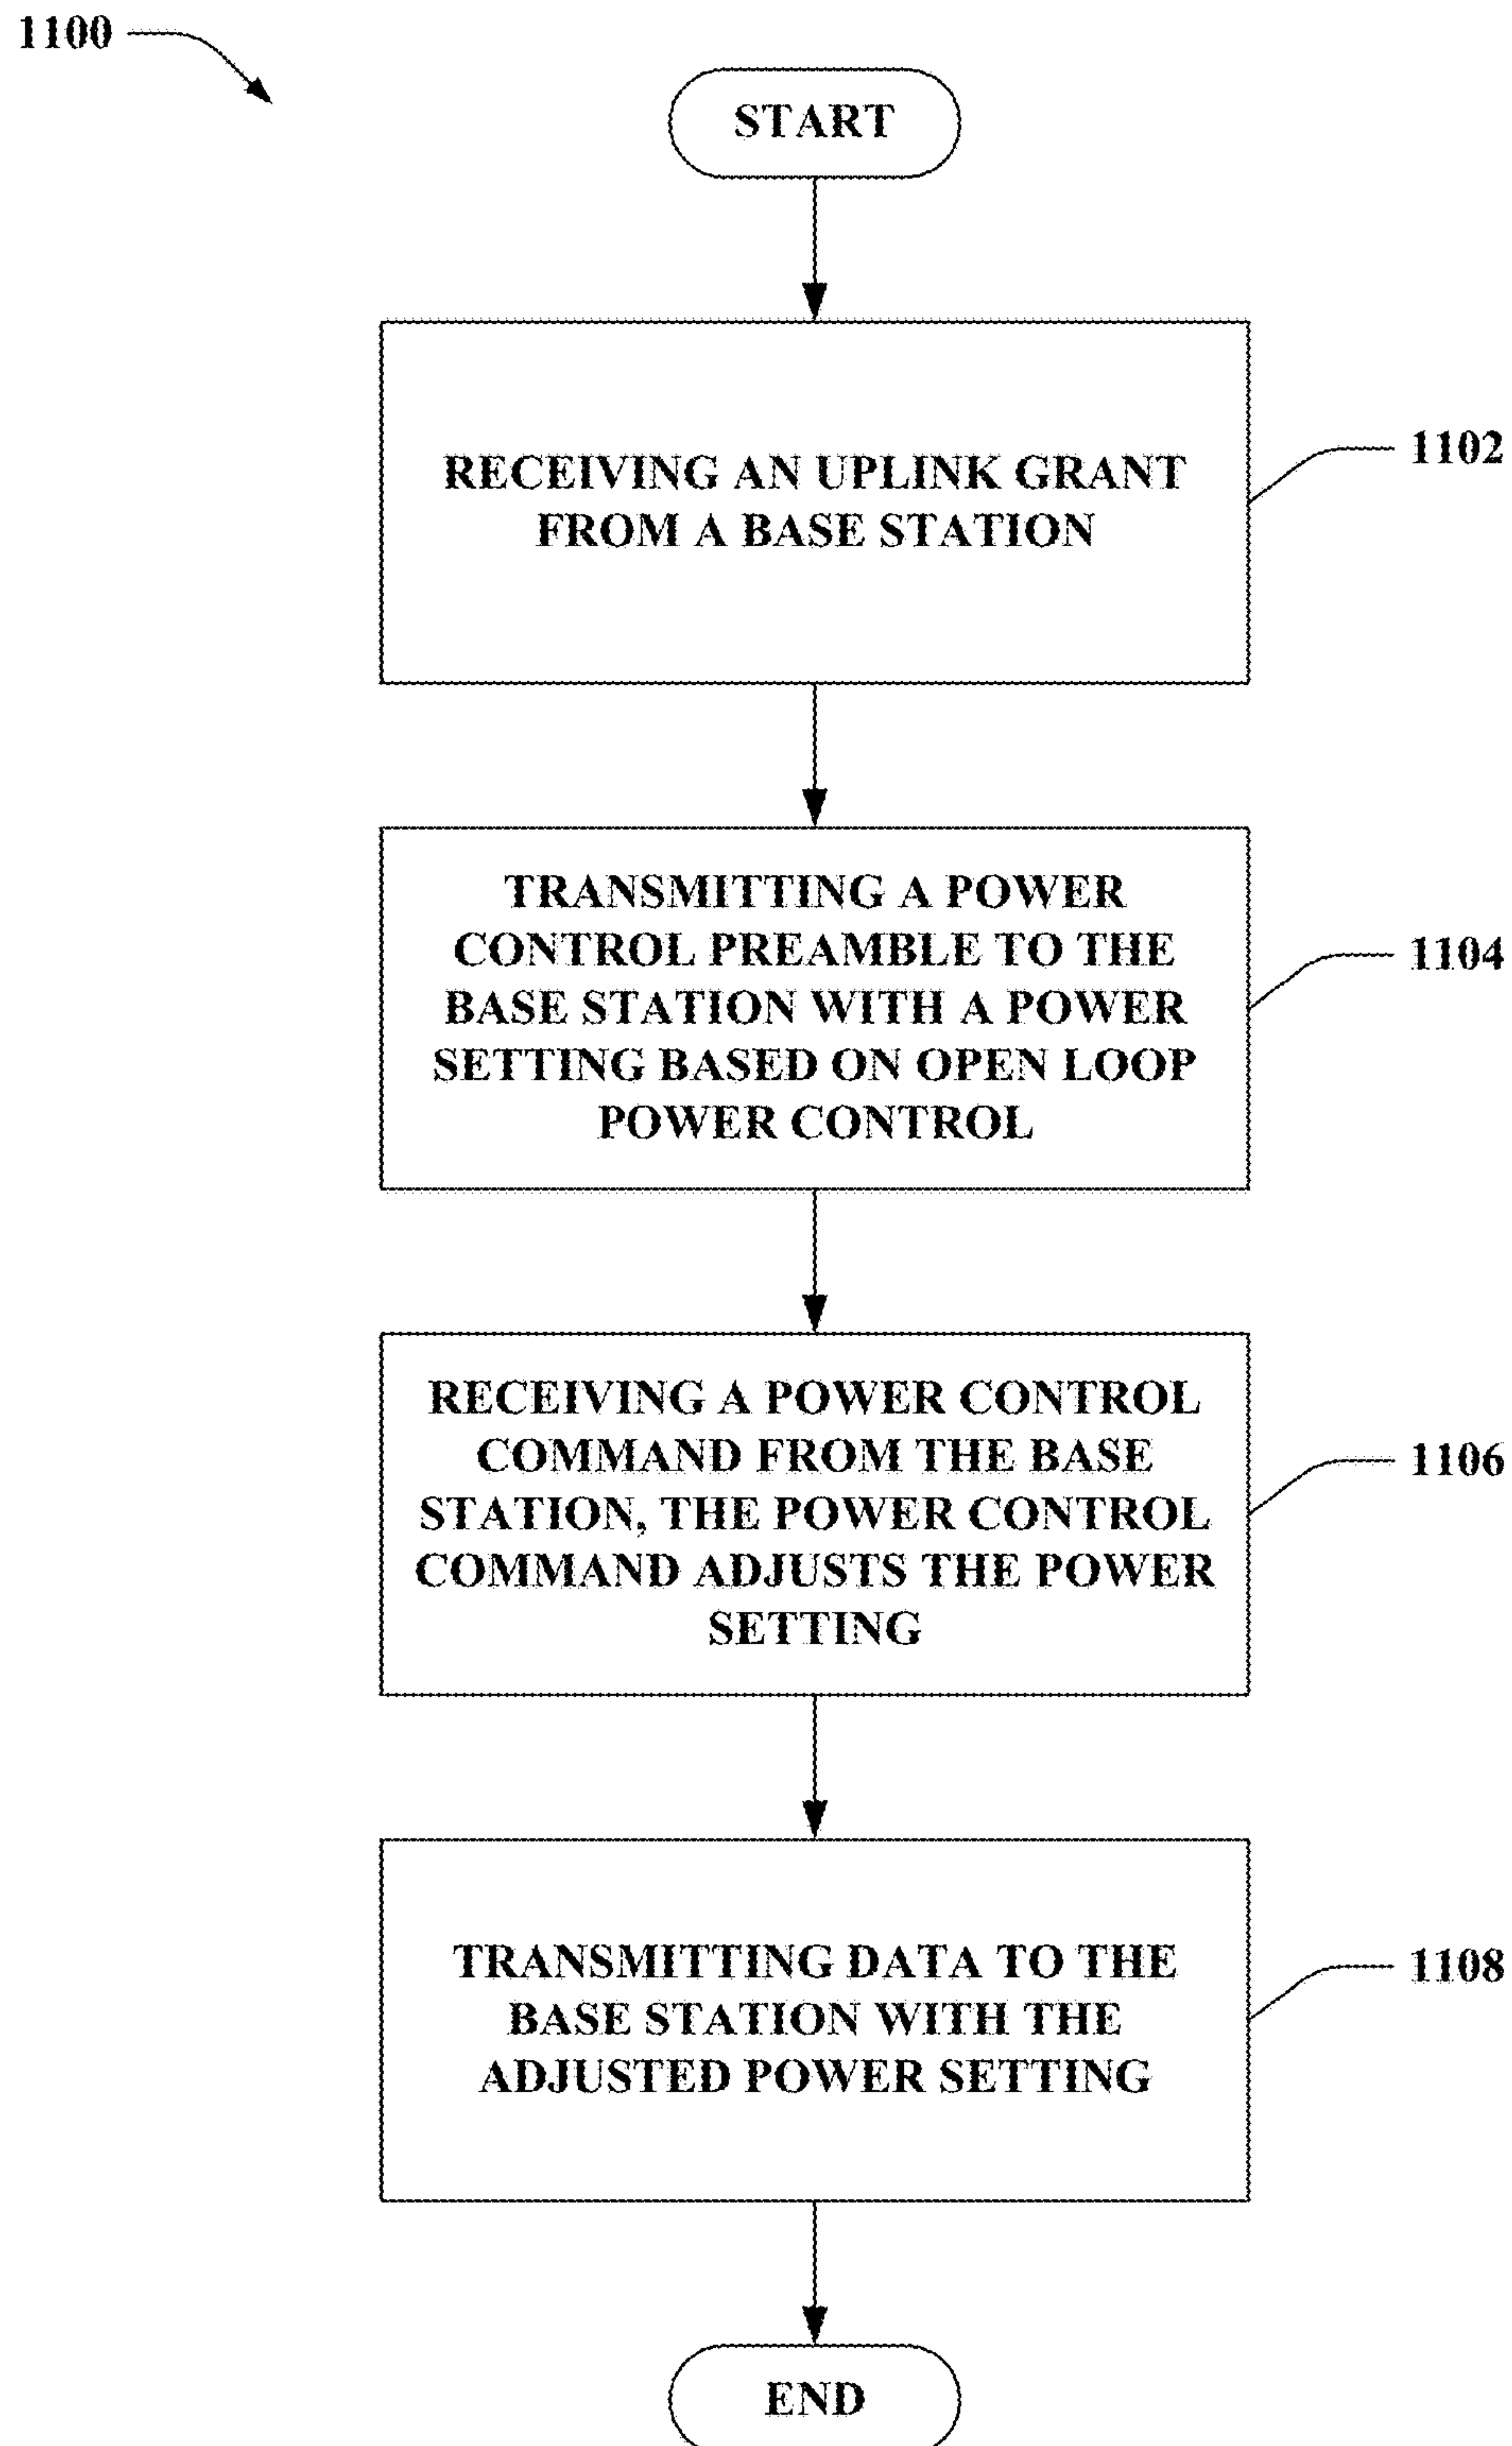 1100
START
RECEIVING AN UPLINK GRANT
FROM A BASE STATION
1102
TRANSMITTING A POWER
CONTROL PREAMBLE TO THE
BASE STATION WITH A POWER
SETTING BASED ON OPEN LOOP
POWER CONTROL
1104
RECEIVING A POWER CONTROL
COMMAND FROM THE BASE
STATION, THE POWER CONTROL
COMMAND ADJUSTS THE POWER
SETTING
1106
TRANSMITTING DATA TO THE
BASE STATION WITH THE
ADJUSTED POWER SETTING
1108
END